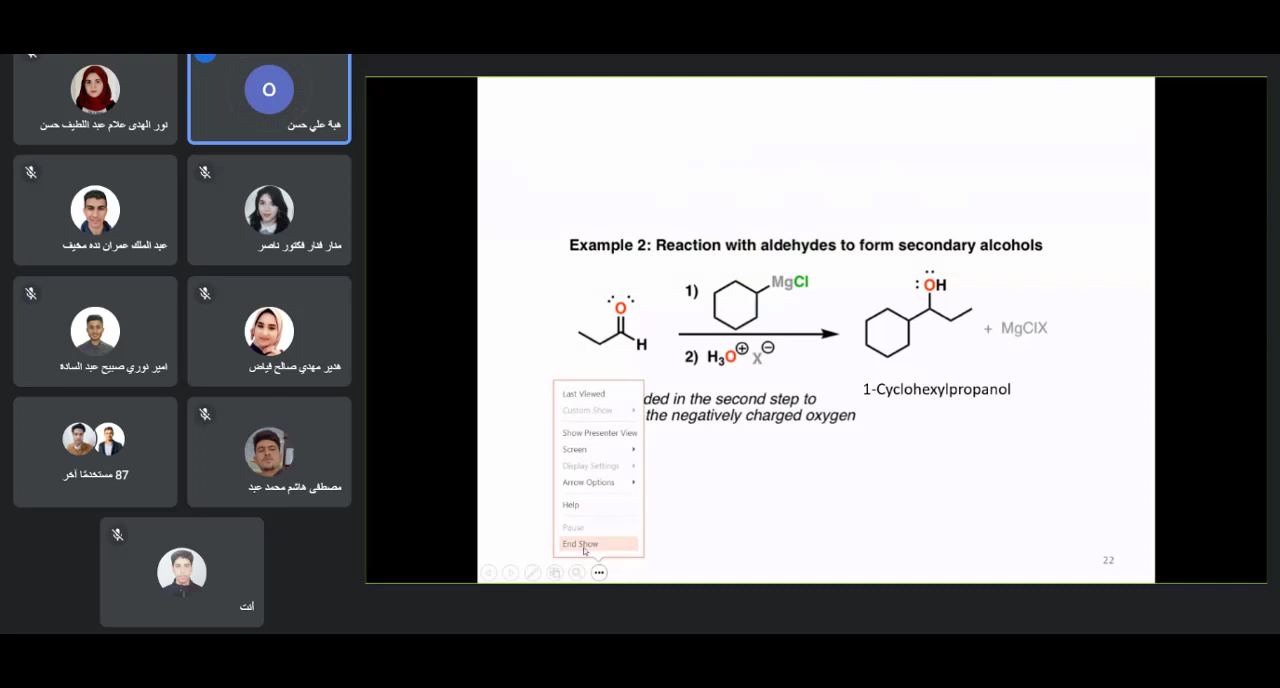 نور الهدى علام عبد اللطيف حسن
O
هبة علي حسن
عبد الملك عمران نده مخيف
منار فنار فكتور ناصر
امير نوري صبيح عبد الساده
هدير مهدي صالح فياض
87 مستخدمًا آخر
مصطفى هاشم محمد عبد
أنت
Example 2: Reaction with aldehydes to form secondary alcohols
1)
MgCl
O
H
2) H3O⊕ X⊖
OH
+ MgClX
1-Cyclohexylpropanol
ded in the second step to
the negatively charged oxygen
Last Viewed
Custom Show
Show Presenter View
Screen
Display Settings
Arrow Options
Help
Pause
End Show
22